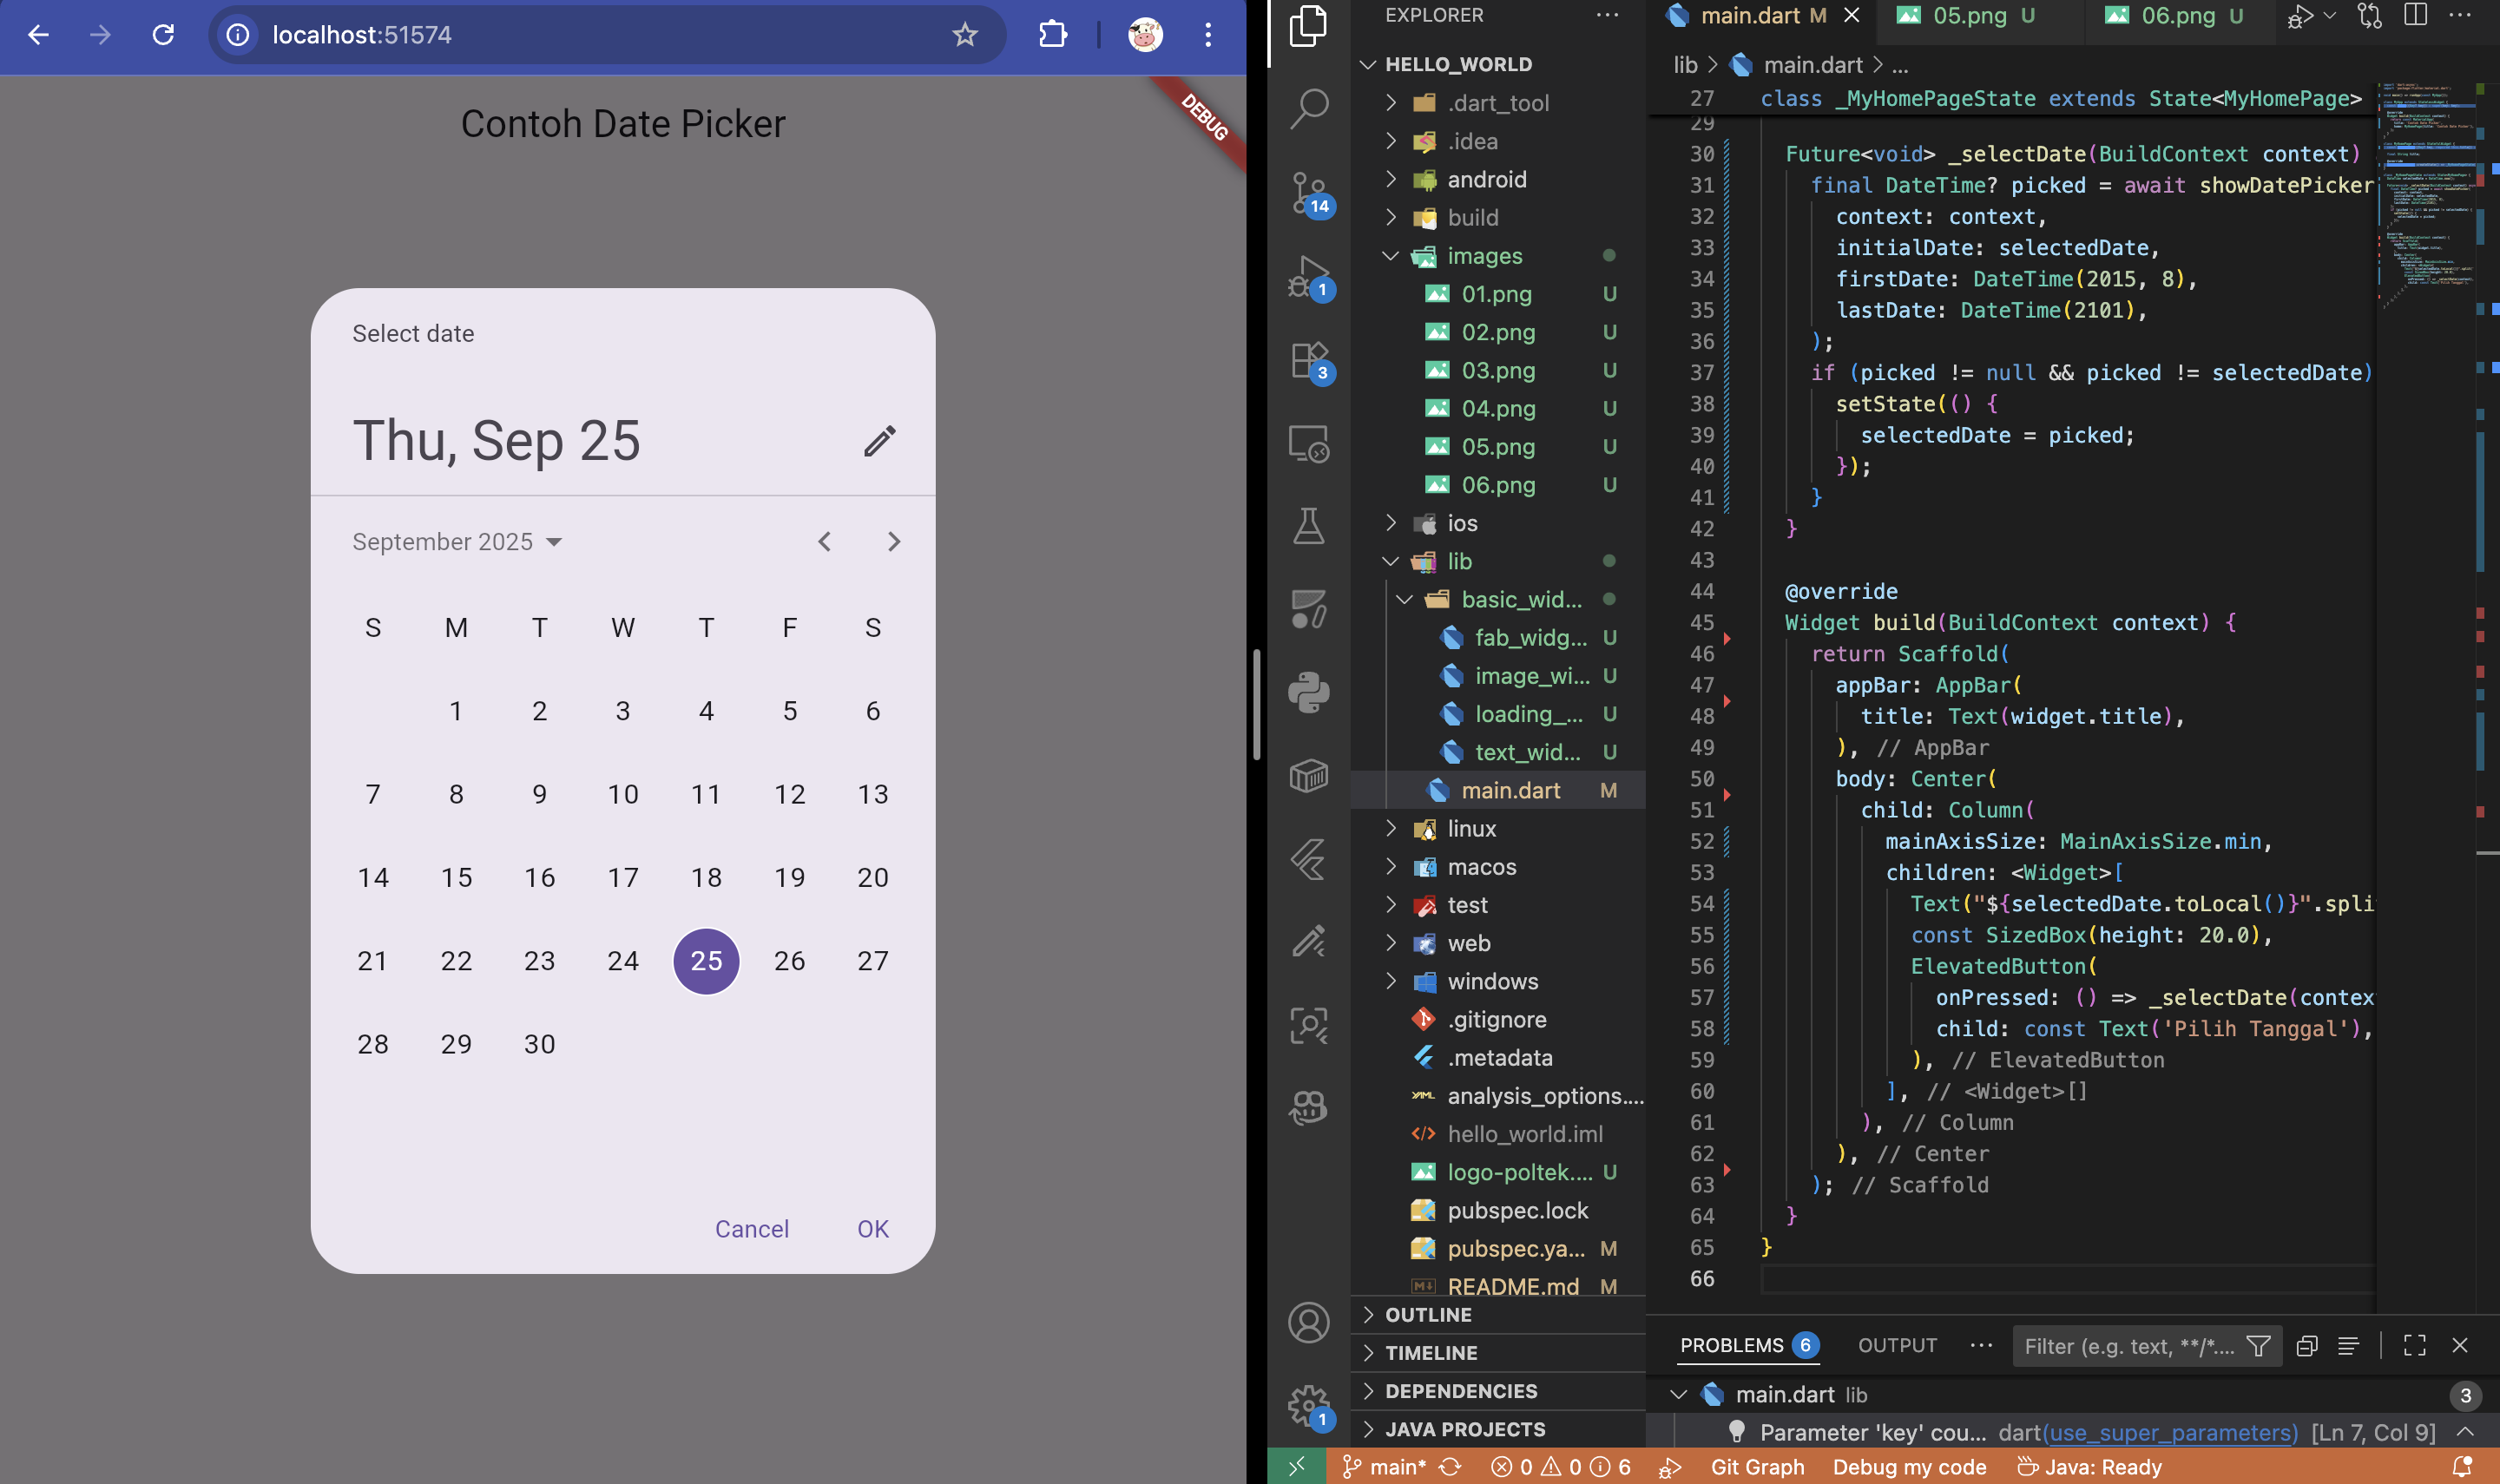 localhost:51574
Contoh Date Picker
DEBUG
Select date
Thu, Sep 25
September 2025
S M T W T F S
1 2 3 4 5 6
7 8 9 10 11 12 13
14 15 16 17 18 19 20
21 22 23 24 25 26 27
28 29 30
Cancel OK
14
1
3
1
EXPLORER
HELLO_WORLD
.dart_tool
.idea
android
build
images
01.png U
02.png U
03.png U
04.png U
05.png U
06.png U
ios
lib
basic_wid...
fab_widg... U
image_wi... U
loading_... U
text_wid... U
main.dart M
linux
macos
test
web
windows
.gitignore
.metadata
analysis_options....
hello_world.iml
logo-poltek.... U
pubspec.lock
pubspec.ya... M
README.md M
OUTLINE
TIMELINE
DEPENDENCIES
JAVA PROJECTS
main.dart M 05.png U 06.png U
lib > main.dart > ...
27 class _MyHomePageState extends State<MyHomePage>
29
30 Future<void> _selectDate(BuildContext context)
31 final DateTime? picked = await showDatePicker
32 context: context,
33 initialDate: selectedDate,
34 firstDate: DateTime(2015, 8),
35 lastDate: DateTime(2101),
36 );
37 if (picked != null && picked != selectedDate)
38 setState(() {
39 selectedDate = picked;
40 });
41 }
42 }
43
44 @override
45 Widget build(BuildContext context) {
46 return Scaffold(
47 appBar: AppBar(
48 title: Text(widget.title),
49 ), // AppBar
50 body: Center(
51 child: Column(
52 mainAxisSize: MainAxisSize.min,
53 children: <Widget>[
54 Text("${selectedDate.toLocal()}".spli
55 const SizedBox(height: 20.0),
56 ElevatedButton(
57 onPressed: () => _selectDate(contex
58 child: const Text('Pilih Tanggal'),
59 ), // ElevatedButton
60 ], // <Widget>[]
61 ), // Column
62 ), // Center
63 ); // Scaffold
64 }
65 }
66
PROBLEMS 6 OUTPUT ... Filter (e.g. text, **/*....
main.dart lib 3
Parameter 'key' cou... dart(use_super_parameters) [Ln 7, Col 9]
main* 0 0 6 Git Graph Debug my code Java: Ready